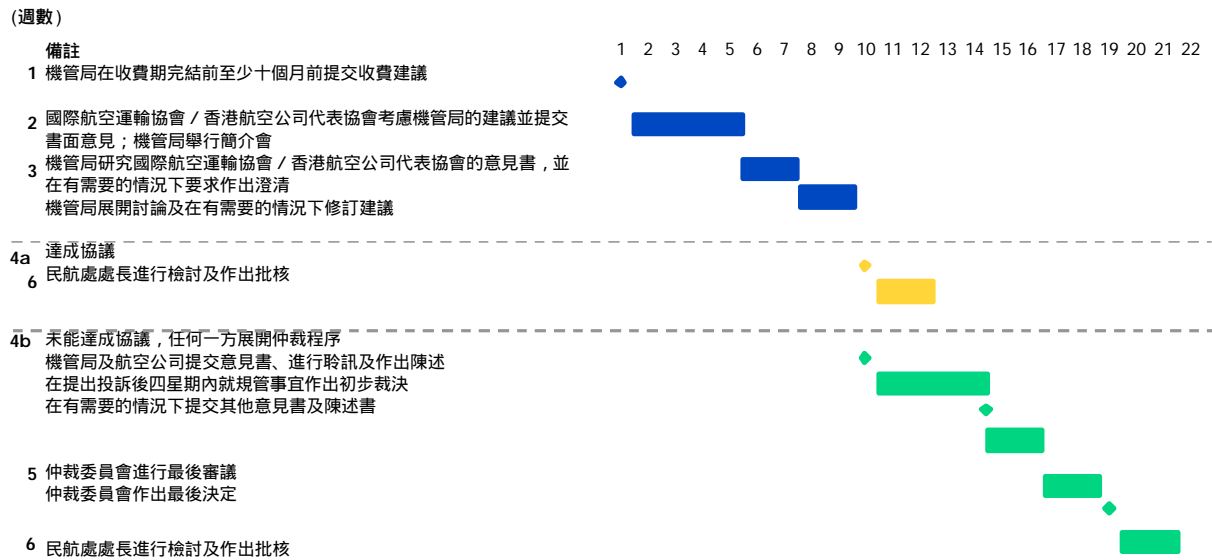 (週數)
備註 1 2 3 4 5 6 7 8 9 10 11 12 13 14 15 16 17 18 19 20 21 22
1 機管局在收費期完結前至少十個月前提交收費建議
2 國際航空運輸協會/香港航空公司代表協會考慮機管局的建議並提交
書面意見;機管局舉行簡介會
3 機管局研究國際航空運輸協會/香港航空公司代表協會的意見書,並
在有需要的情況下要求作出澄清
機管局展開討論及在有需要的情況下修訂建議
4a 達成協議
6 民航處處長進行檢討及作出批核
4b 未能達成協議,任何一方展開仲裁程序
機管局及航空公司提交意見書、進行聆訊及作出陳述
在提出投訴後四星期內就規管事宜作出初步裁決
在有需要的情況下提交其他意見書及陳述書
5 仲裁委員會進行最後審議
仲裁委員會作出最後決定
6 民航處處長進行檢討及作出批核